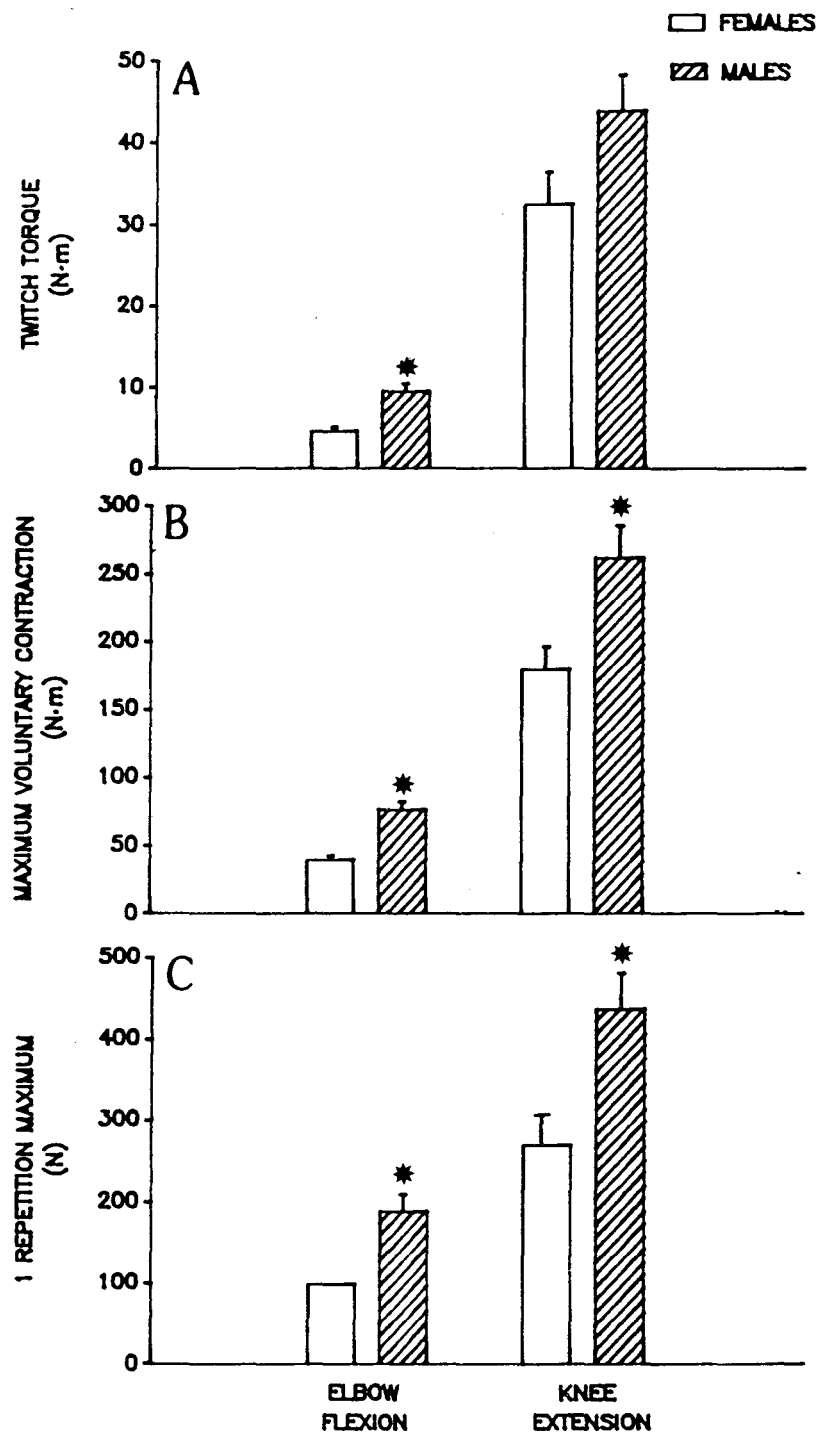 FEMALES
MALES
A
50
40
30
20
10
0
TWITCH TORQUE
(N·m)
B
300
250
200
150
100
50
0
MAXIMUM VOLUNTARY CONTRACTION
(N·m)
C
500
400
300
200
100
0
1 REPETITION MAXIMUM
(N)
ELBOW
FLEXION
KNEE
EXTENSION